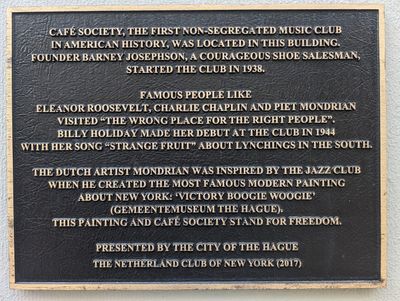 CAFÉ SOCIETY, THE FIRST NON-SEGREGATED MUSIC CLUB
IN AMERICAN HISTORY, WAS LOCATED IN THIS BUILDING.
FOUNDER BARNEY JOSEPHSON, A COURAGEOUS SHOE SALESMAN,
STARTED THE CLUB IN 1938.
FAMOUS PEOPLE LIKE
ELEANOR ROOSEVELT, CHARLIE CHAPLIN AND PIET MONDRIAN
VISITED “THE WRONG PLACE FOR THE RIGHT PEOPLE”.
BILLY HOLIDAY MADE HER DEBUT AT THE CLUB IN 1944
WITH HER SONG “STRANGE FRUIT” ABOUT LYNCHINGS IN THE SOUTH.
THE DUTCH ARTIST MONDRIAN WAS INSPIRED BY THE JAZZ CLUB
WHEN HE CREATED THE MOST FAMOUS MODERN PAINTING
ABOUT NEW YORK: ‘VICTORY BOOGIE WOOGIE’
(GEMEENTEMUSEUM THE HAGUE).
THIS PAINTING AND CAFÉ SOCIETY STAND FOR FREEDOM.
PRESENTED BY THE CITY OF THE HAGUE
THE NETHERLAND CLUB OF NEW YORK (2017)